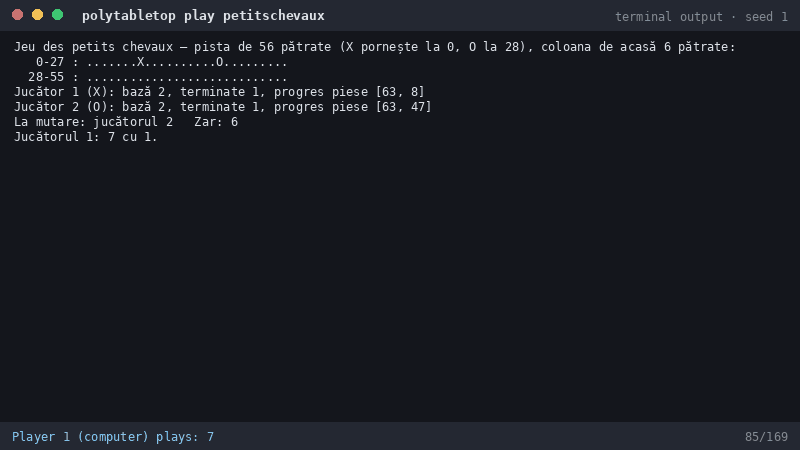 polytabletop play petitschevaux
terminal output · seed 1
Jeu des petits chevaux — pista de 56 pătrate (X pornește la 0, O la 28), coloana de acasă 6 pătrate:
0-27 : .......X..........O.........
28-55 : ............................
Jucător 1 (X): bază 2, terminate 1, progres piese [63, 8]
Jucător 2 (O): bază 2, terminate 1, progres piese [63, 47]
La mutare: jucătorul 2   Zar: 6
Jucătorul 1: 7 cu 1.
Player 1 (computer) plays: 7
85/169